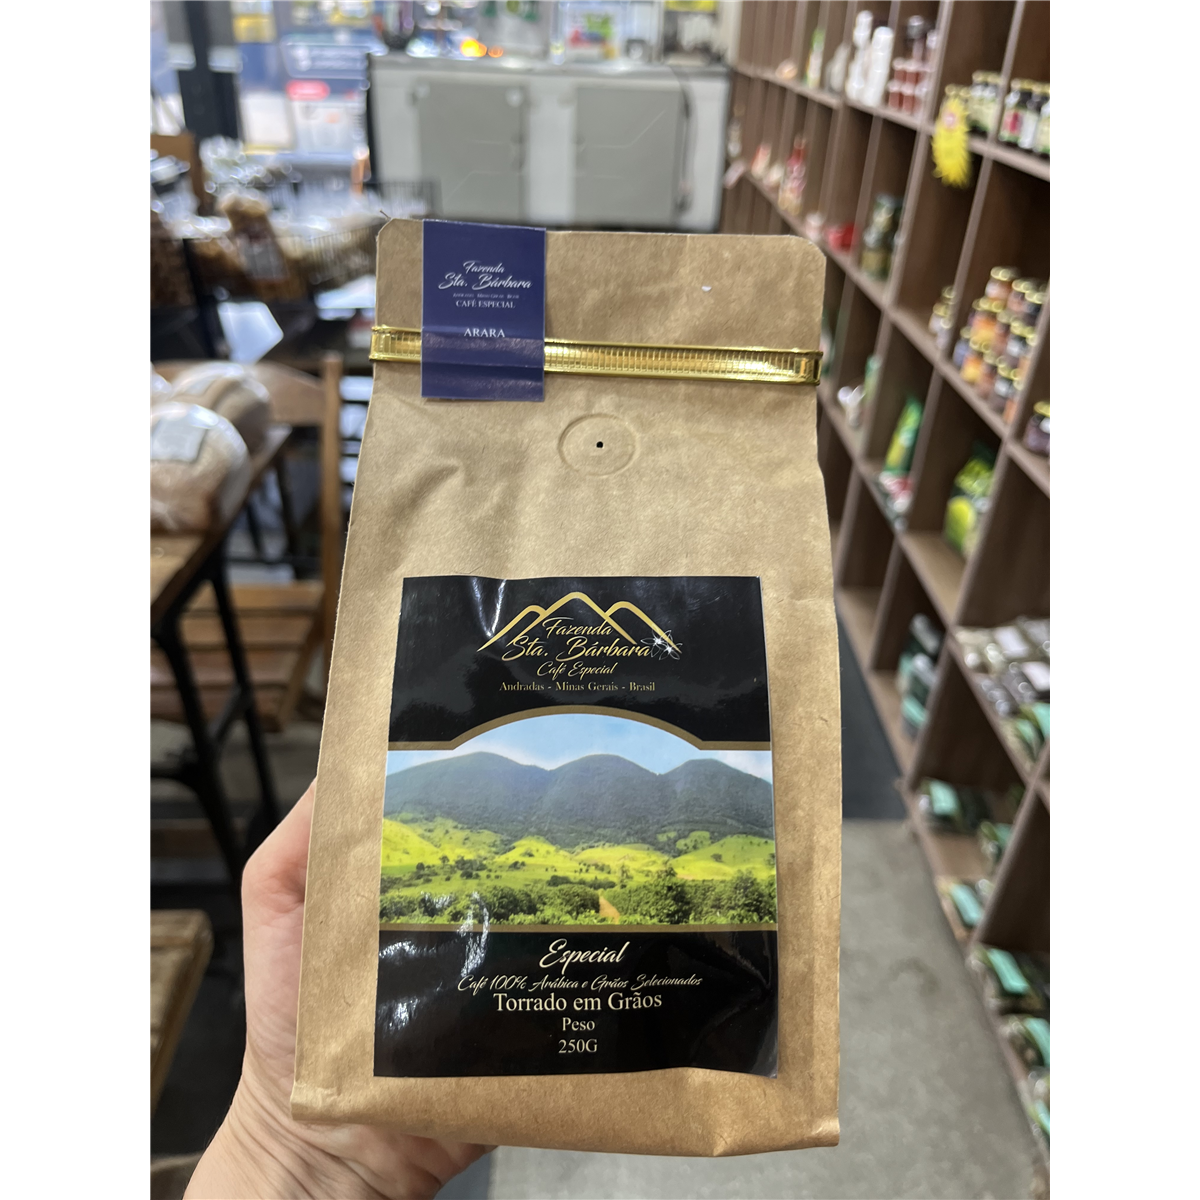 Fazenda
Sta. Bárbara
CAFÉ ESPECIAL
ARARA
Fazenda
Sta. Bárbara
Café Especial
Andradas - Minas Gerais - Brasil
Especial
Café 100% Arábica e Grãos Selecionados
Torrado em Grãos
Peso
250G